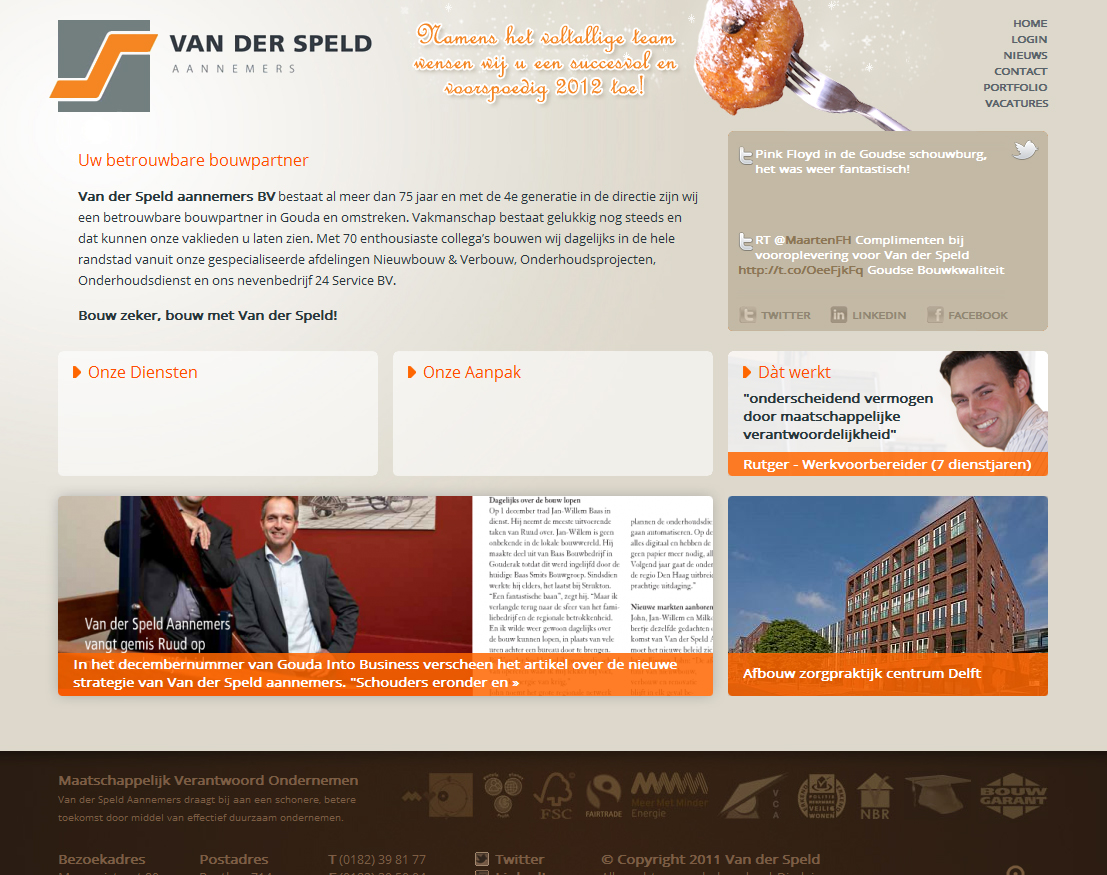 VAN DER SPELD
AANNEMERS
Namens het voltallige team
wensen wij u een succesvol en
voorspoedig 2012 toe!
HOME
LOGIN
NIEUWS
CONTACT
PORTFOLIO
VACATURES
Uw betrouwbare bouwpartner
Van der Speld aannemers BV bestaat al meer dan 75 jaar en met de 4e generatie in de directie zijn wij
een betrouwbare bouwpartner in Gouda en omstreken. Vakmanschap bestaat gelukkig nog steeds en
dat kunnen onze vaklieden u laten zien. Met 70 enthousiaste collega's bouwen wij dagelijks in de hele
randstad vanuit onze gespecialiseerde afdelingen Nieuwbouw & Verbouw, Onderhoudsprojecten,
Onderhoudsdienst en ons nevenbedrijf 24 Service BV.
Bouw zeker, bouw met Van der Speld!
Pink Floyd in de Goudse schouwburg,
het was weer fantastisch!
RT @MaartenFH Complimenten bij
vooroplevering voor Van der Speld
http://t.co/OeeFjkFq Goudse Bouwkwaliteit
TWITTER
LINKEDIN
FACEBOOK
Onze Diensten
Onze Aanpak
Dàt werkt
"onderscheidend vermogen
door maatschappelijke
verantwoordelijkheid"
Rutger - Werkvoorbereider (7 dienstjaren)
Van der Speld Aannemers
vangt gemis Ruud op
Dagelijks over de bouw lopen
Op 1 december trad Jan-Willem Baas in
dienst. Hij neemt de meeste uitvoerende
taken van Ruud over. Jan-Willem is geen
onbekende in de lokale bouwwereld. Hij
maakte deel uit van Baas Bouwbedrijf in
Gouderak totdat dit werd ingelijfd door de
huidige Baas Smits Bouwgroep. Sindsdien
werkte hij elders, het laatst bij Strukton.
"Een fantastische baan", zegt hij. "Maar ik
verlangde terug naar de sfeer van het fami-
liebedrijf en de regionale betrokkenheid.
En ik wilde weer gewoon dagelijks over
de bouw kunnen lopen, in plaats van vele
uren achter een bureau door te brengen.
plannen de onderhoudsdie
gaan automatiseren. Op de
alles digitaal en hebben de
geen papier meer nodig, al
Volgend jaar gaat de onder
de regio Den Haag uitbreic
prachtige uitdaging."
Nieuwe markten aanboren
John, Jan-Willem en Milko
beetje dezelfde gedachten o
komst van Van der Speld A
moet het nieuwe beleid zic
In het decembernummer van Gouda Into Business verscheen het artikel over de nieuwe
strategie van Van der Speld aannemers. "Schouders eronder en »
Afbouw zorgpraktijk centrum Delft
Maatschappelijk Verantwoord Ondernemen
Van der Speld Aannemers draagt bij aan een schonere, betere
toekomst door middel van effectief duurzaam ondernemen.
FSC
FAIRTRADE
Meer Met Minder
Energie
VCA
POLITIE
KEURMERK
VEILIG
WONEN
NBR
BOUW
GARANT
Bezoekadres
Postadres
T (0182) 39 81 77
Twitter
© Copyright 2011 Van der Speld